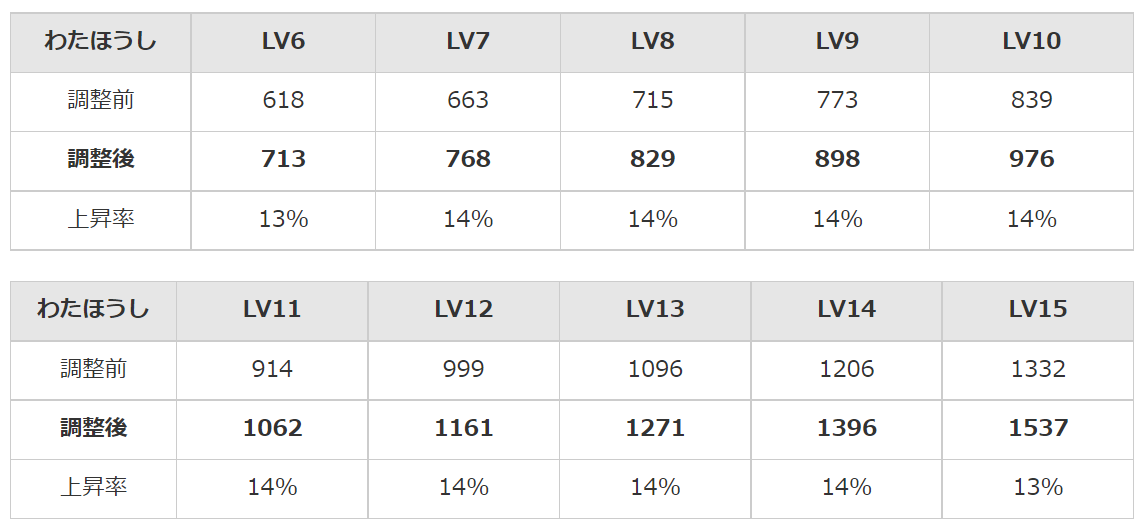 わたほうし LV6 LV7 LV8 LV9 LV10
調整前 618 663 715 773 839
調整後 713 768 829 898 976
上昇率 13% 14% 14% 14% 14%
わたほうし LV11 LV12 LV13 LV14 LV15
調整前 914 999 1096 1206 1332
調整後 1062 1161 1271 1396 1537
上昇率 14% 14% 14% 14% 13%